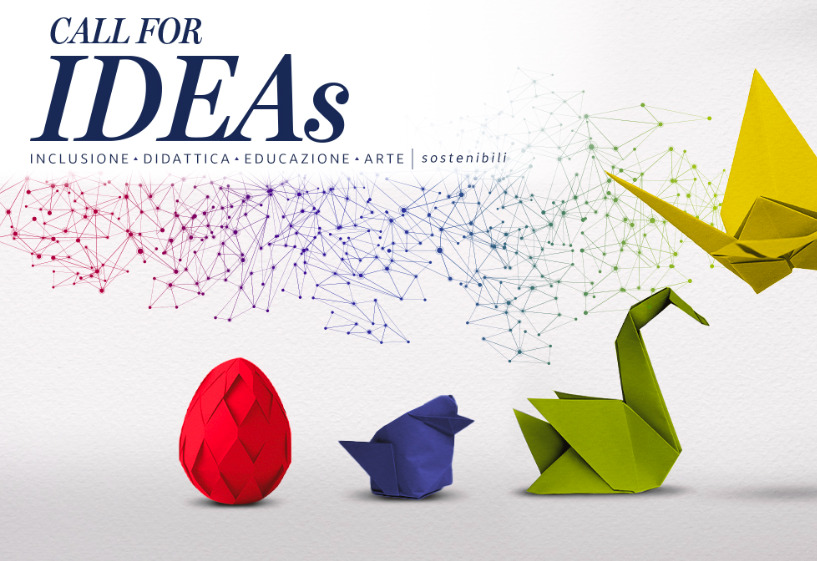 CALL FOR
IDEAs
INCLUSIONE • DIDATTICA • EDUCAZIONE • ARTE | sostenibili